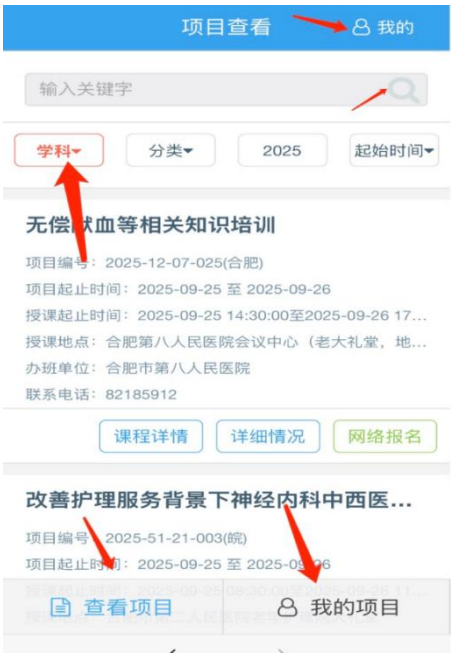 项目查看
我的
输入关键字
学科
分类
2025
起始时间
无偿献血等相关知识培训
项目编号：2025-12-07-025(合肥)
项目起止时间：2025-09-25 至 2025-09-26
授课起止时间：2025-09-25 14:30:00至2025-09-26 17...
授课地点：合肥第八人民医院会议中心（老大礼堂，地...
办班单位：合肥市第八人民医院
联系电话：82185912
课程详情
详细情况
网络报名
改善护理服务背景下神经内科中西医...
项目编号：2025-51-21-003(皖)
项目起止时间：2025-09-25 至 2025-09-26
查看项目
我的项目